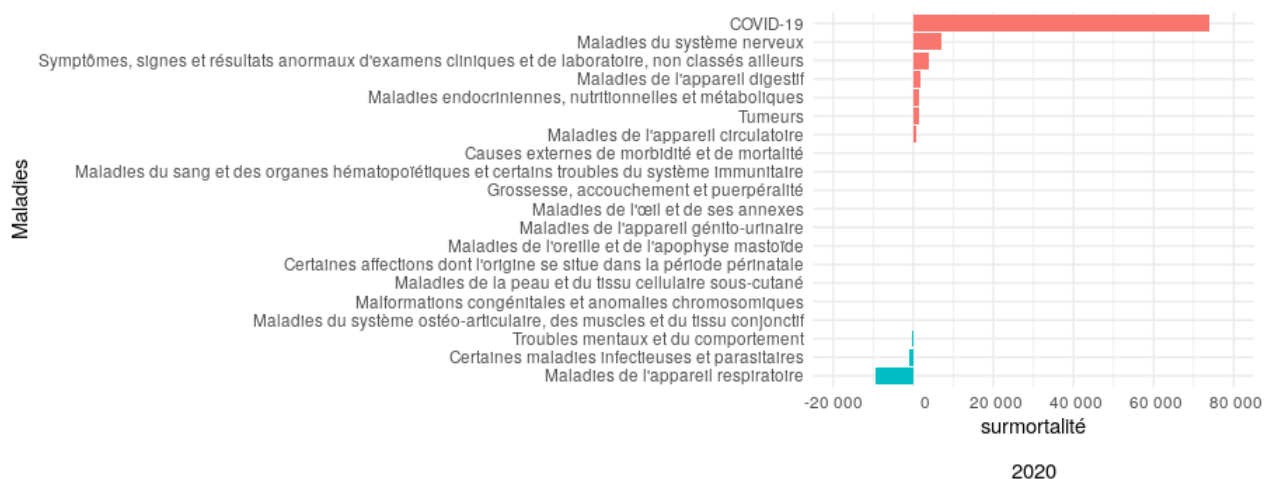 COVID-19
Maladies du système nerveux
Symptômes, signes et résultats anormaux d'examens cliniques et de laboratoire, non classés ailleurs
Maladies de l'appareil digestif
Maladies endocriniennes, nutritionnelles et métaboliques
Tumeurs
Maladies de l'appareil circulatoire
Causes externes de morbidité et de mortalité
Maladies du sang et des organes hématopoïétiques et certains troubles du système immunitaire
Grossesse, accouchement et puerpéralité
Maladies de l'œil et de ses annexes
Maladies de l'appareil génito-urinaire
Maladies de l'oreille et de l'apophyse mastoïde
Certaines affections dont l'origine se situe dans la période périnatale
Maladies de la peau et du tissu cellulaire sous-cutané
Malformations congénitales et anomalies chromosomiques
Maladies du système ostéo-articulaire, des muscles et du tissu conjonctif
Troubles mentaux et du comportement
Certaines maladies infectieuses et parasitaires
Maladies de l'appareil respiratoire
Maladies
-20 000 0 20 000 40 000 60 000 80 000
surmortalité
2020